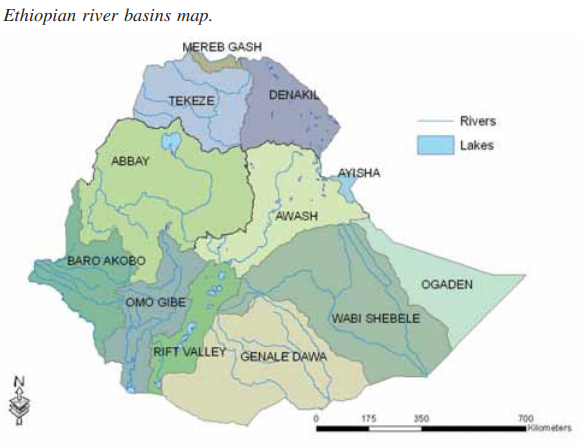 Ethiopian river basins map.
MEREB GASH
TEKEZE
DENAKIL
Rivers
Lakes
ABBAY
AYISHA
AWASH
BARO AKOBO
OGADEN
OMO GIBE
WABI SHEBELE
RIFT VALLEY
GENALE DAWA
N
0 175 350 700
Kilometers